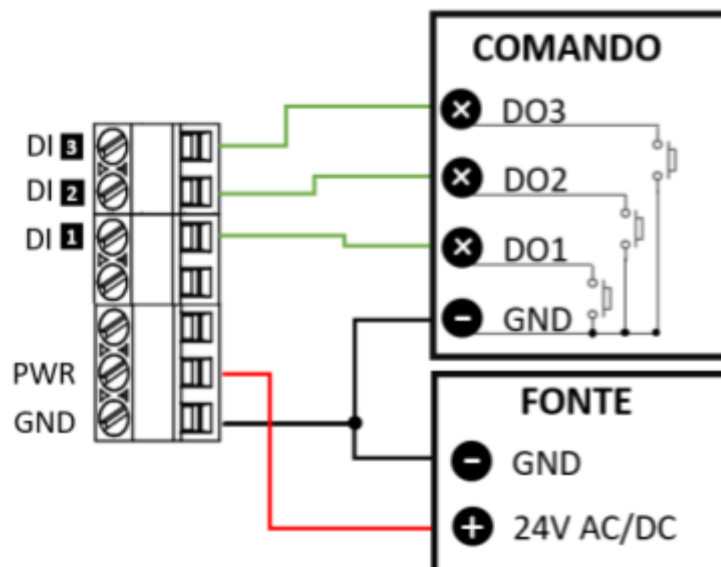 COMANDO
DI 3
DO3
DI 2
DO2
DI 1
DO1
GND
PWR
GND
FONTE
GND
24V AC/DC